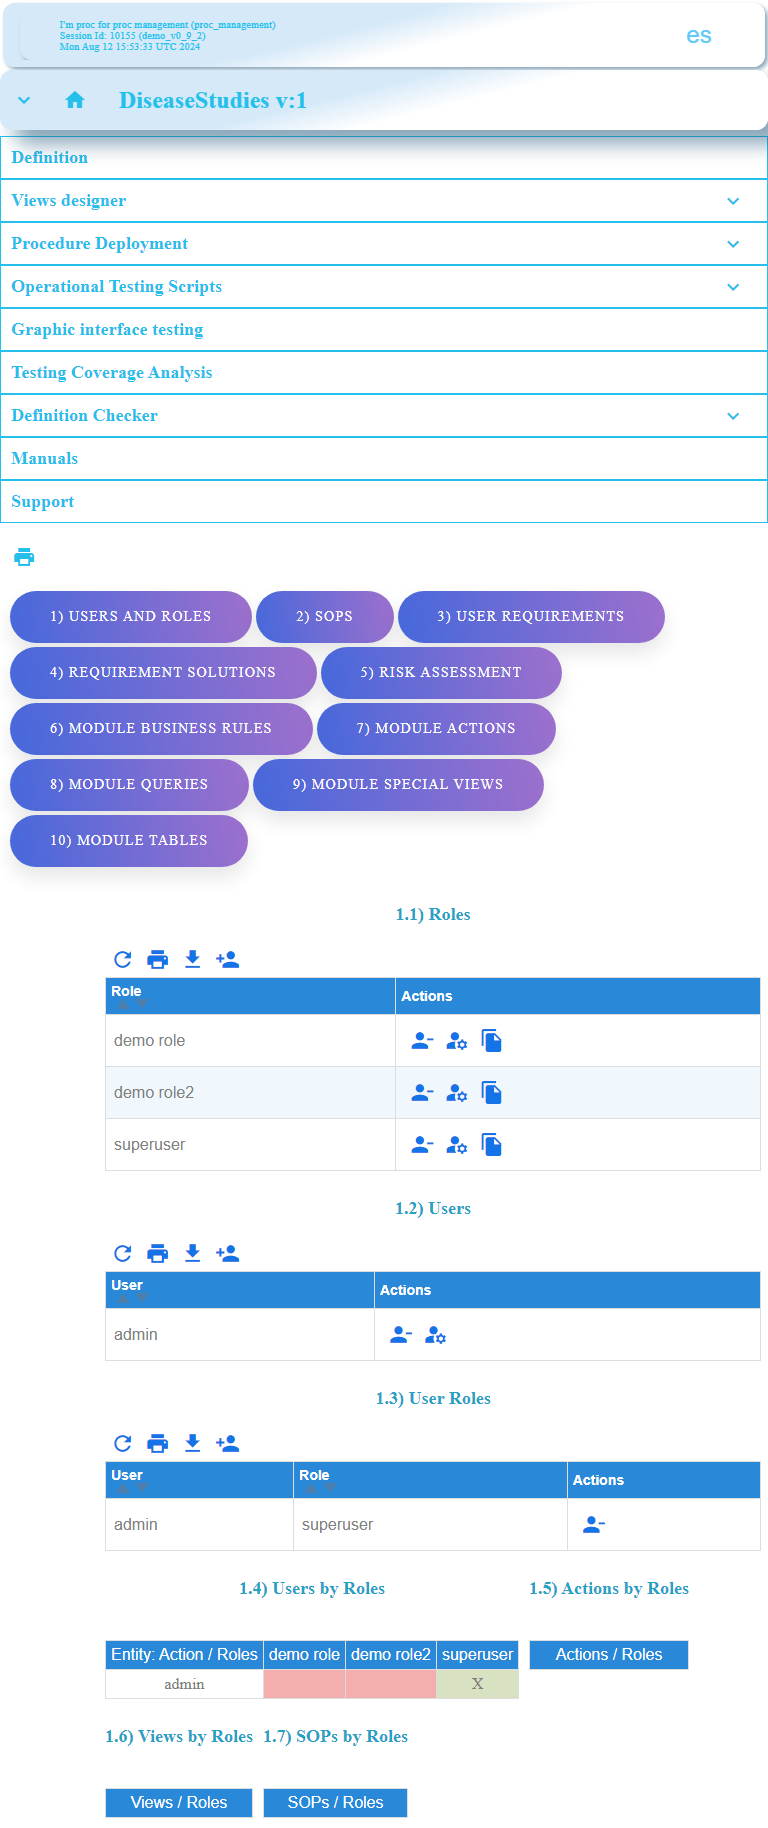 I'm proc for proc management (proc_management)
Session Id: 10155 (demo_v0_9_2)
Mon Aug 12 15:53:33 UTC 2024
es
DiseaseStudies v:1
Definition
Views designer
Procedure Deployment
Operational Testing Scripts
Graphic interface testing
Testing Coverage Analysis
Definition Checker
Manuals
Support
1) USERS AND ROLES 2) SOPS 3) USER REQUIREMENTS
4) REQUIREMENT SOLUTIONS 5) RISK ASSESSMENT
6) MODULE BUSINESS RULES 7) MODULE ACTIONS
8) MODULE QUERIES 9) MODULE SPECIAL VIEWS
10) MODULE TABLES
1.1) Roles
Role Actions
demo role
demo role2
superuser
1.2) Users
User Actions
admin
1.3) User Roles
User Role Actions
admin superuser
1.4) Users by Roles 1.5) Actions by Roles
Entity: Action / Roles demo role demo role2 superuser Actions / Roles
admin X
1.6) Views by Roles 1.7) SOPs by Roles
Views / Roles SOPs / Roles